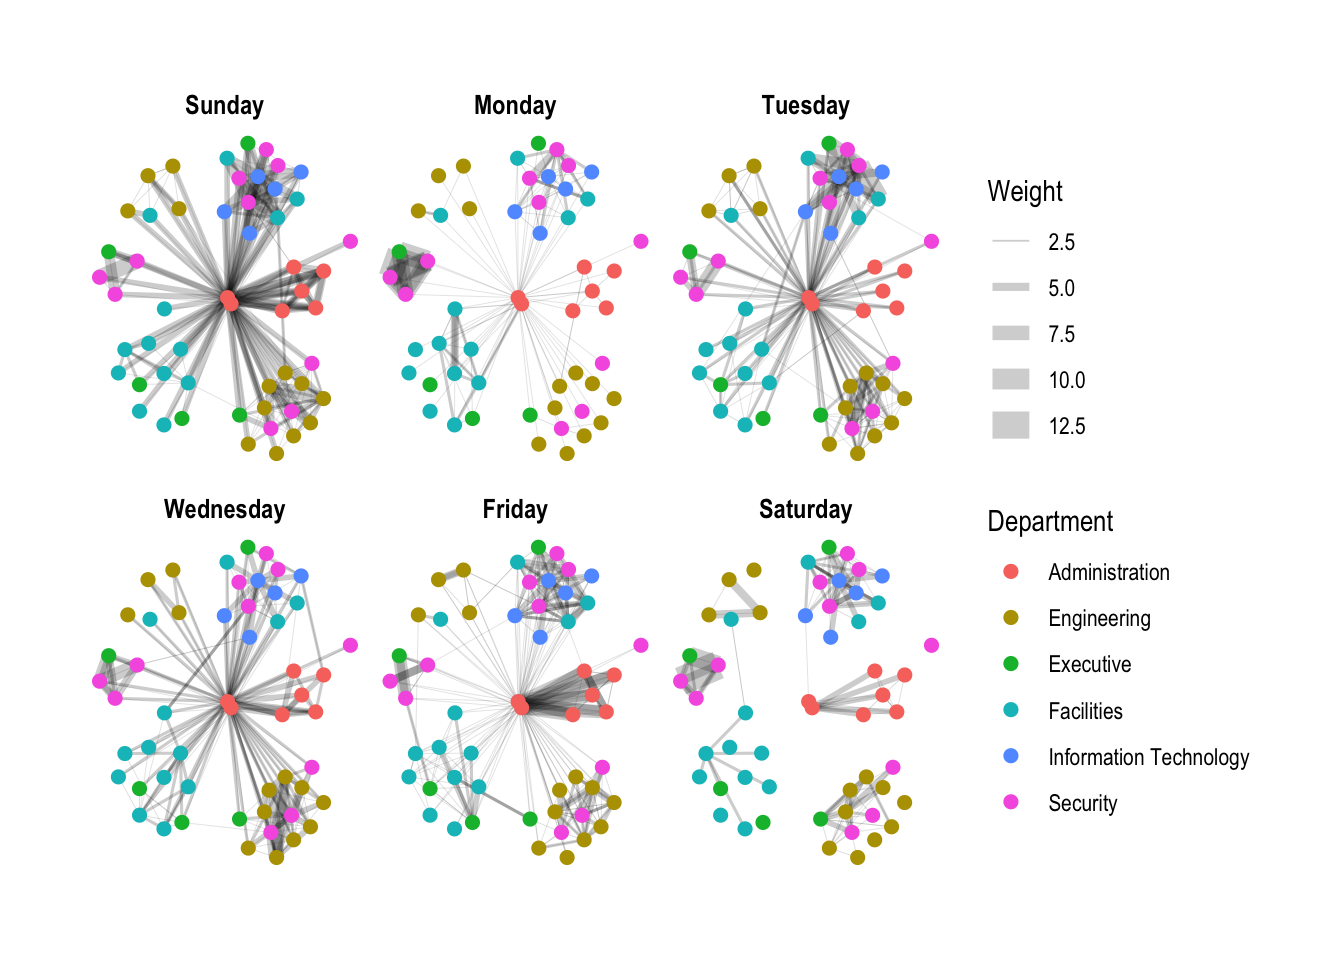 Sunday
Monday
Tuesday
Wednesday
Friday
Saturday
Weight
2.5
5.0
7.5
10.0
12.5
Department
Administration
Engineering
Executive
Facilities
Information Technology
Security